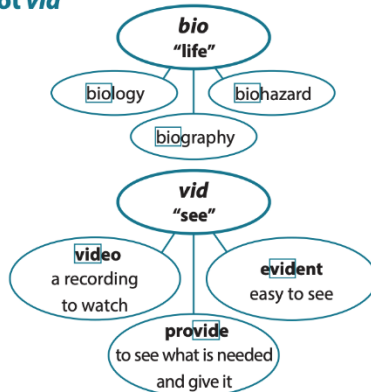 ot vid
bio
"life"
biology
biohazard
biography
vid
"see"
video
a recording
to watch
evident
easy to see
provide
to see what is needed
and give it